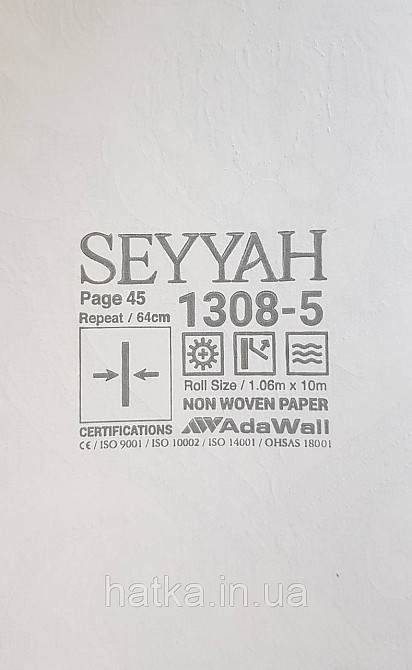 SEYYAH
Page 45
Repeat / 64cm
1308-5
Roll Size / 1.06m x 10m
NON WOVEN PAPER
CERTIFICATIONS
AdaWall
CE / ISO 9001 / ISO 10002 / ISO 14001 / OHSAS 18001
hatka.in.ua